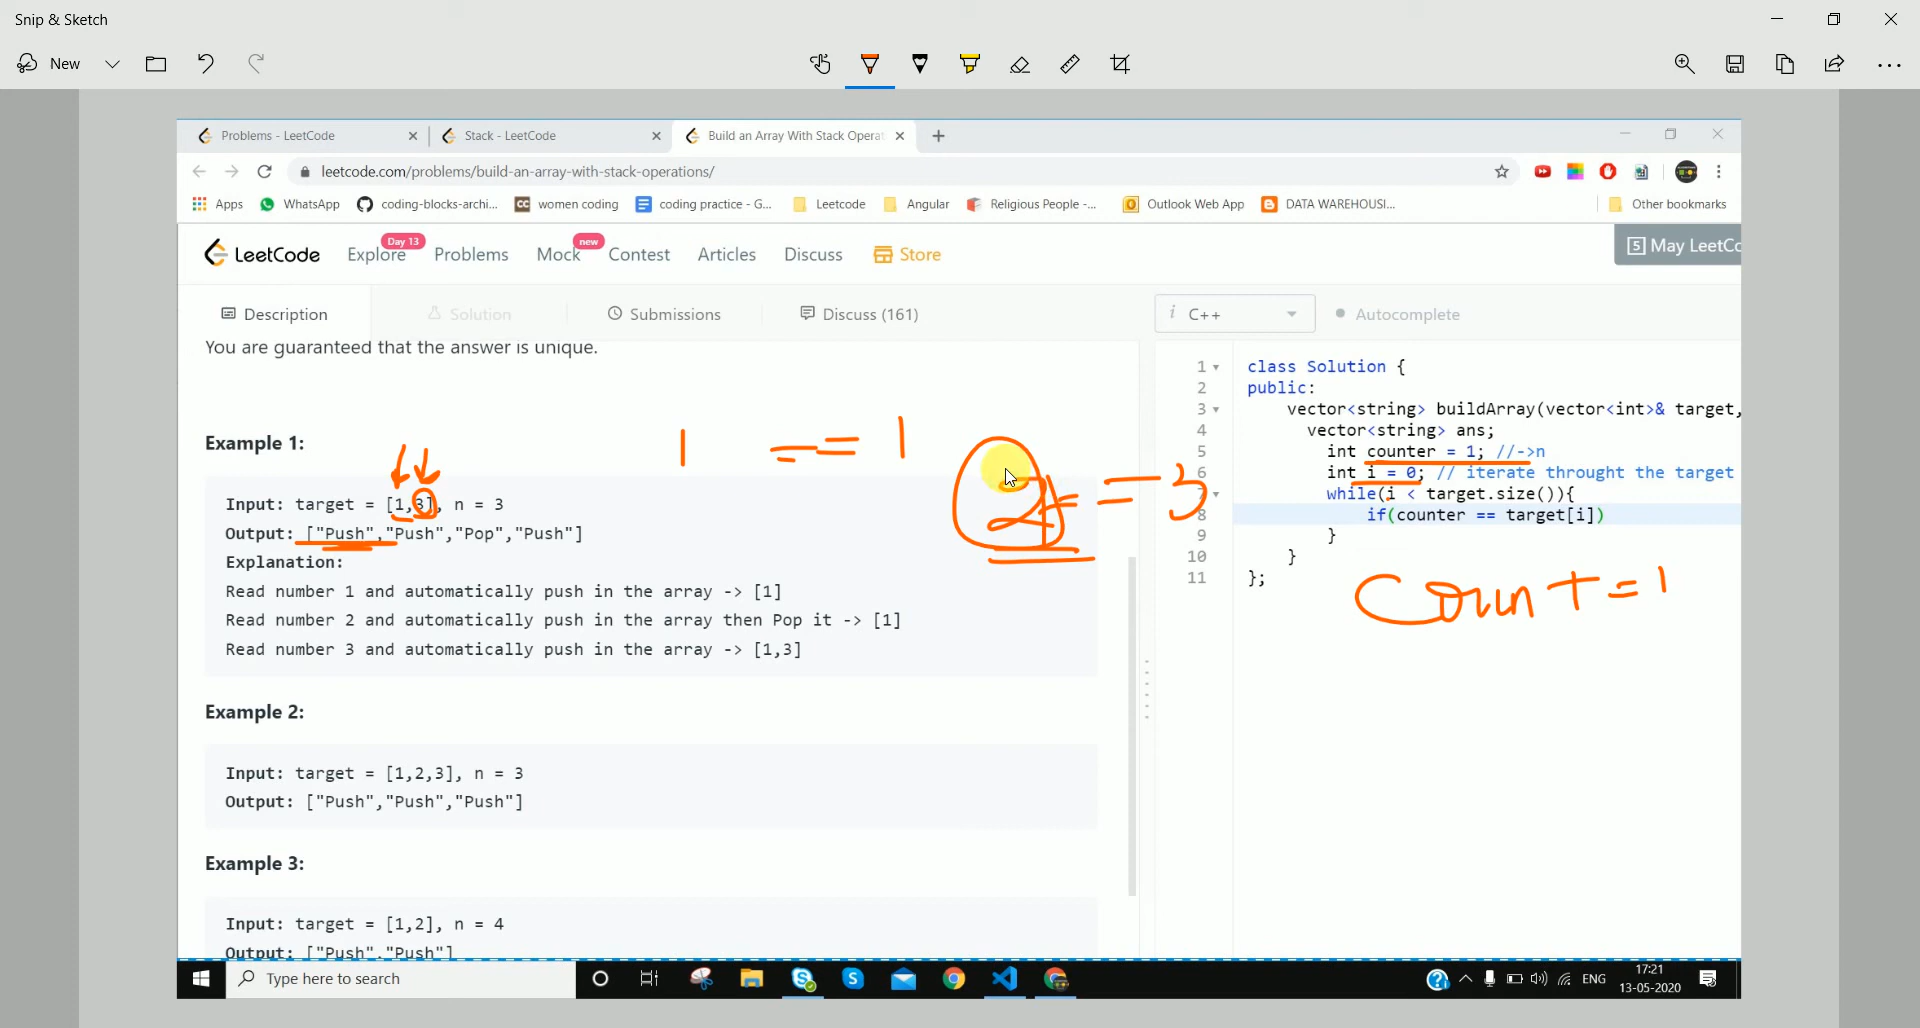 Snip & Sketch
New
Problems - LeetCode
Stack - LeetCode
Build an Array With Stack Operat
leetcode.com/problems/build-an-array-with-stack-operations/
Apps WhatsApp coding-blocks-archi... women coding coding practice - G... Leetcode Angular Religious People -... Outlook Web App DATA WAREHOUSI... Other bookmarks
LeetCode Explore Day 13 Problems Mock new Contest Articles Discuss Store
5 May LeetCo
Description Solution Submissions Discuss (161)
i C++ Autocomplete
You are guaranteed that the answer is unique.
Example 1:
1 == 1
2 == 3
Input: target = [1,3], n = 3
Output: ["Push","Push","Pop","Push"]
Explanation:
Read number 1 and automatically push in the array -> [1]
Read number 2 and automatically push in the array then Pop it -> [1]
Read number 3 and automatically push in the array -> [1,3]
Example 2:
Input: target = [1,2,3], n = 3
Output: ["Push","Push","Push"]
Example 3:
Input: target = [1,2], n = 4
Output: ["Push","Push"]
1 class Solution {
2 public:
3 vector<string> buildArray(vector<int>& target,
4 vector<string> ans;
5 int counter = 1; //->n
6 int i = 0; // iterate throught the target
7 while(i < target.size()){
8 if(counter == target[i])
9 }
10 }
11 };
Count=1
Type here to search
ENG
17:21
13-05-2020